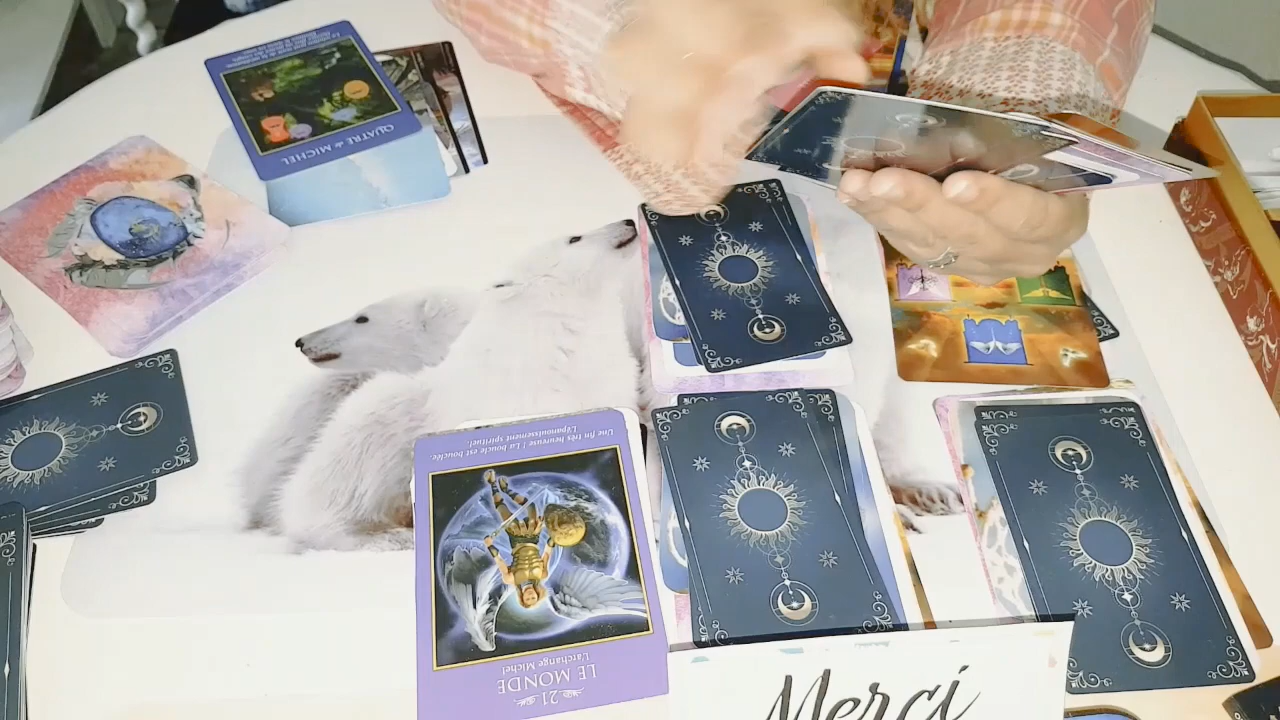 QUATRE de MICHEL
Une fin très heureuse ! La boucle est bouclée.
L'épanouissement spirituel.
L'archange Michel
LE MONDE
21
Merci